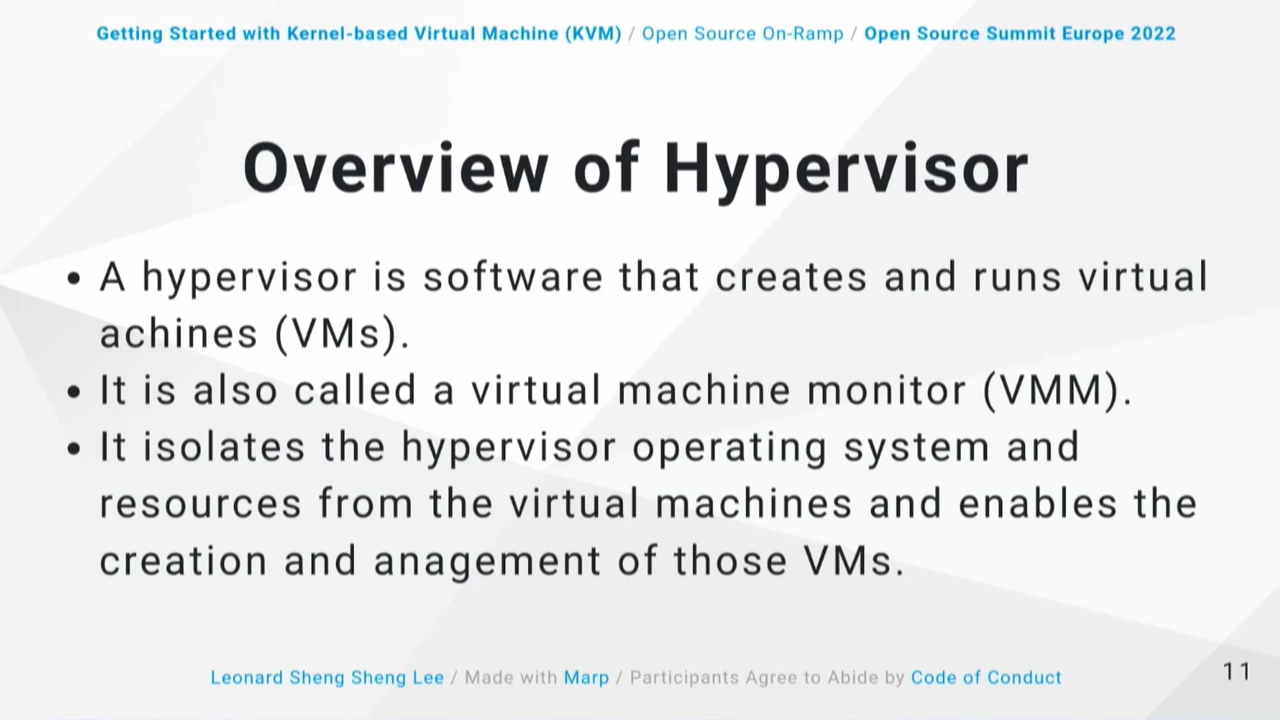 Getting Started with Kernel-based Virtual Machine (KVM) / Open Source On-Ramp / Open Source Summit Europe 2022
Overview of Hypervisor
• A hypervisor is software that creates and runs virtual
achines (VMs).
• It is also called a virtual machine monitor (VMM).
• It isolates the hypervisor operating system and
resources from the virtual machines and enables the
creation and anagement of those VMs.
Leonard Sheng Sheng Lee / Made with Marp / Participants Agree to Abide by Code of Conduct
11